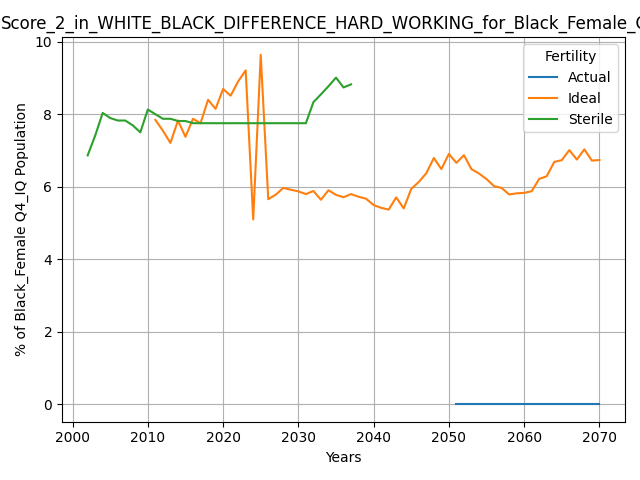 Score_2_in_WHITE_BLACK_DIFFERENCE_HARD_WORKING_for_Black_Female_
Fertility
Actual
Ideal
Sterile
% of Black_Female Q4_IQ Population
10
8
6
4
2
0
2000 2010 2020 2030 2040 2050 2060 2070
Years